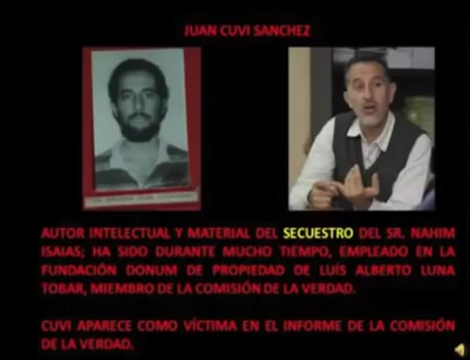 JUAN CUVI SANCHEZ
AUTOR INTELECTUAL Y MATERIAL DEL SECUESTRO DEL SR. NAHIM
ISAIAS; HA SIDO DURANTE MUCHO TIEMPO, EMPLEADO EN LA
FUNDACIÓN DONUM DE PROPIEDAD DE LUÍS ALBERTO LUNA
TOBAR, MIEMBRO DE LA COMISIÓN DE LA VERDAD.
CUVI APARECE COMO VÍCTIMA EN EL INFORME DE LA COMISIÓN
DE LA VERDAD.